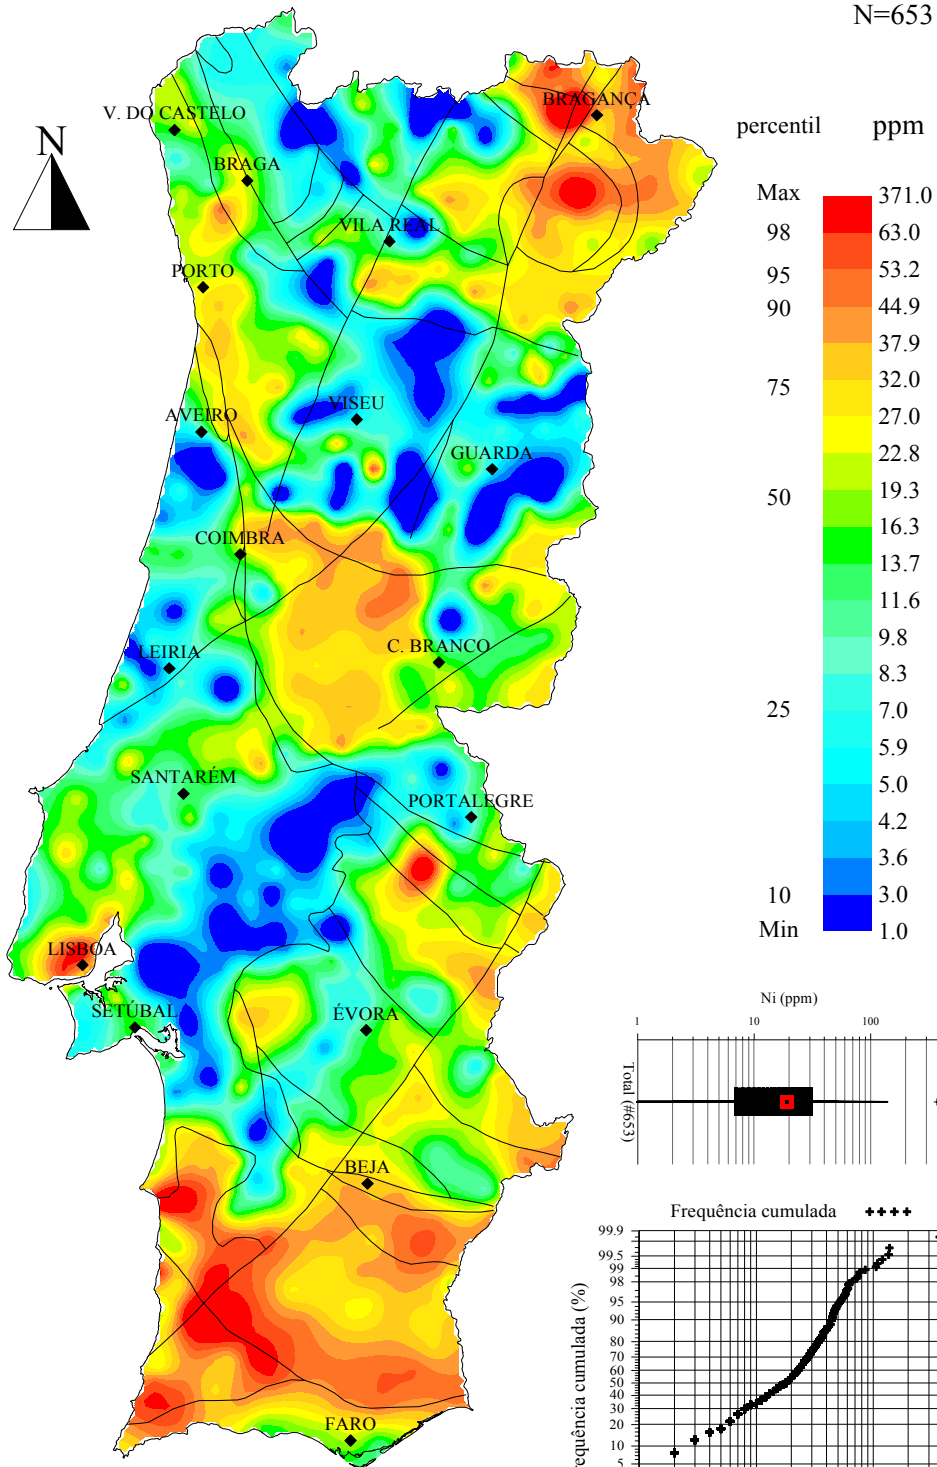 N=653
V. DO CASTELO
BRAGANÇA
N
BRAGA
VILA REAL
PORTO
AVEIRO
VISEU
GUARDA
COIMBRA
LEIRIA
C. BRANCO
SANTARÉM
PORTALEGRE
LISBOA
SETÚBAL
ÉVORA
BEJA
FARO
percentil ppm
Max 371.0
98 63.0
95 53.2
90 44.9
37.9
75 32.0
27.0
22.8
50 19.3
16.3
13.7
11.6
9.8
8.3
25 7.0
5.9
5.0
4.2
3.6
10 3.0
Min 1.0
Ni (ppm)
1 10 100
Total (#653)
Frequência cumulada
99.9
99.5
99
98
95
80
70
60
50
40
30
20
10
5
requência cumulada (%)